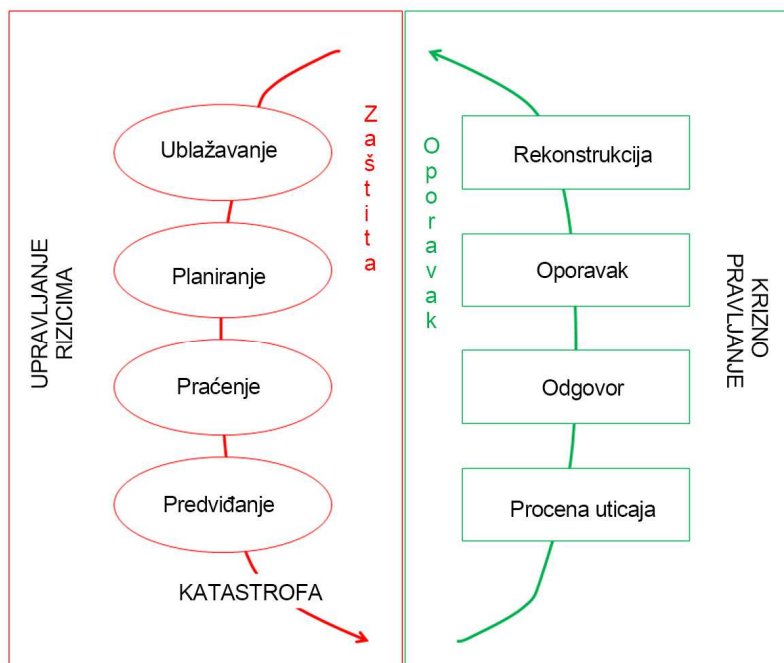 UPRAVLJANJE
RIZICIMA
Ublažavanje
Planiranje
Praćenje
Predviđanje
KATASTROFA
Zaštita
Oporavak
Rekonstrukcija
Oporavak
Odgovor
Procena uticaja
KRIZNO
PRAVLJANJE